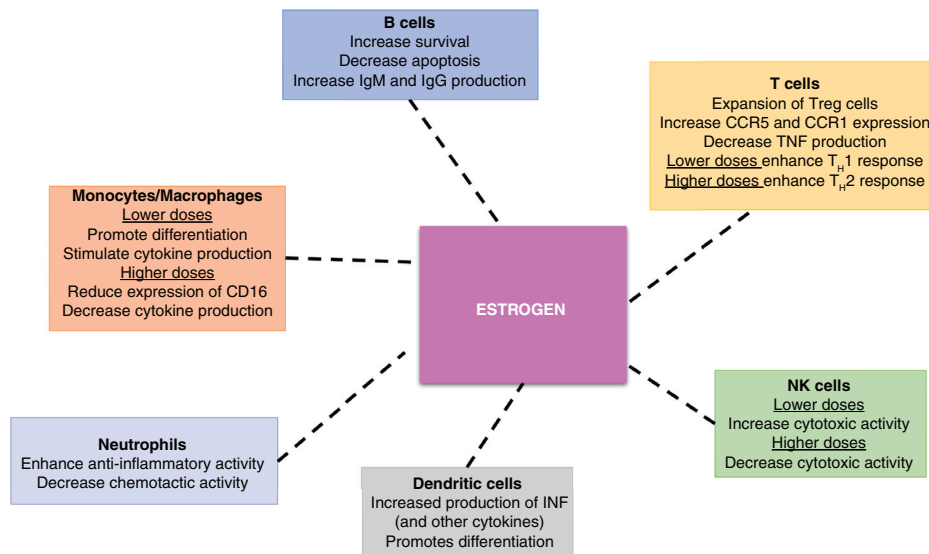 B cells
Increase survival
Decrease apoptosis
Increase IgM and IgG production
T cells
Expansion of Treg cells
Increase CCR5 and CCR1 expression
Decrease TNF production
Lower doses enhance T_H1 response
Higher doses enhance T_H2 response
Monocytes/Macrophages
Lower doses
Promote differentiation
Stimulate cytokine production
Higher doses
Reduce expression of CD16
Decrease cytokine production
ESTROGEN
NK cells
Lower doses
Increase cytotoxic activity
Higher doses
Decrease cytotoxic activity
Neutrophils
Enhance anti-inflammatory activity
Decrease chemotactic activity
Dendritic cells
Increased production of INF
(and other cytokines)
Promotes differentiation